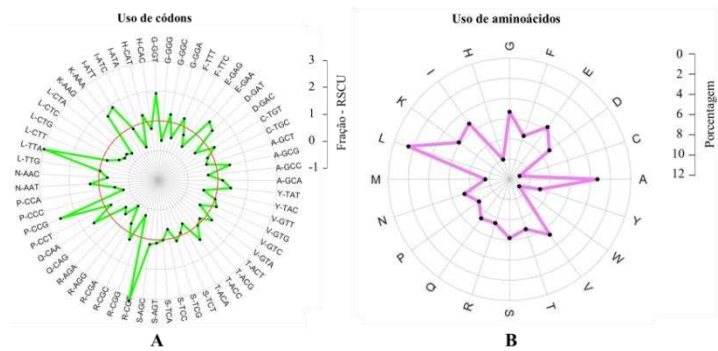 Uso de códons
G-GGT
G-GGG
G-GGC
G-GGA
F-TTT
F-TTC
E-GAG
E-GAA
D-GAT
D-GAC
C-TGT
C-TGC
A-GCT
A-GCG
A-GCC
A-GCA
Y-TAT
Y-TAC
V-GTT
V-GTG
V-GTC
V-GTA
T-ACT
T-ACG
T-ACC
T-ACA
S-TCT
S-TCG
S-TCC
S-TCA
S-AGT
S-AGC
R-CGG
R-CGC
R-CGA
R-AGG
R-AGA
Q-CAG
Q-CAA
P-CCT
P-CCG
P-CCC
P-CCA
N-AAT
N-AAC
L-TTG
L-TTA
L-CTT
L-CTG
L-CTC
L-CTA
K-AAG
K-AAA
I-ATT
I-ATC
I-ATA
H-CAT
H-CAC
3
2
1
0
-1
Fração - RSCU
A
Uso de aminoácidos
G
F
E
D
C
A
Y
W
V
T
S
R
Q
P
N
M
L
K
I
H
0
2
4
6
8
10
12
Porcentagem
B